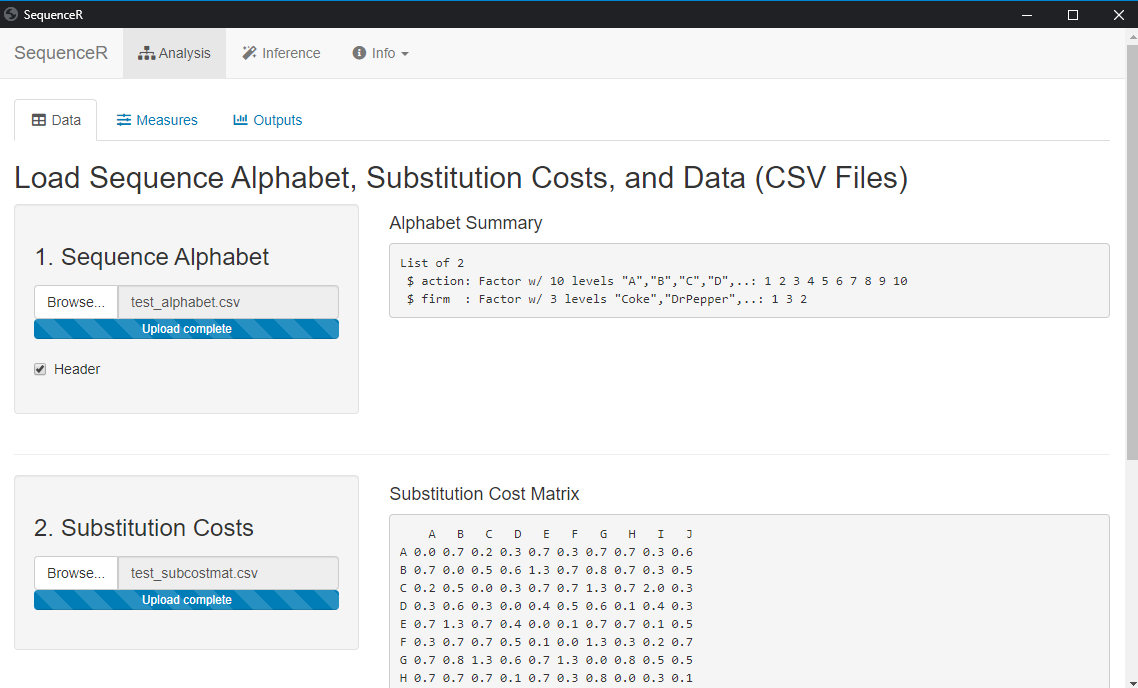 SequenceR
SequenceR Analysis Inference Info
Data Measures Outputs
Load Sequence Alphabet, Substitution Costs, and Data (CSV Files)
1. Sequence Alphabet
Browse... test_alphabet.csv
Upload complete
Header
Alphabet Summary
List of 2
 $ action: Factor w/ 10 levels "A","B","C","D",..: 1 2 3 4 5 6 7 8 9 10
 $ firm  : Factor w/ 3 levels "Coke","DrPepper",..: 1 3 2
2. Substitution Costs
Browse... test_subcostmat.csv
Upload complete
Substitution Cost Matrix
    A   B   C   D   E   F   G   H   I   J
A 0.0 0.7 0.2 0.3 0.7 0.3 0.7 0.7 0.3 0.6
B 0.7 0.0 0.5 0.6 1.3 0.7 0.8 0.7 0.3 0.5
C 0.2 0.5 0.0 0.3 0.7 0.7 1.3 0.7 2.0 0.3
D 0.3 0.6 0.3 0.0 0.4 0.5 0.6 0.1 0.4 0.3
E 0.7 1.3 0.7 0.4 0.0 0.1 0.7 0.7 0.1 0.5
F 0.3 0.7 0.7 0.5 0.1 0.0 1.3 0.3 0.2 0.7
G 0.7 0.8 1.3 0.6 0.7 1.3 0.0 0.8 0.5 0.5
H 0.7 0.7 0.7 0.1 0.7 0.3 0.8 0.0 0.3 0.1